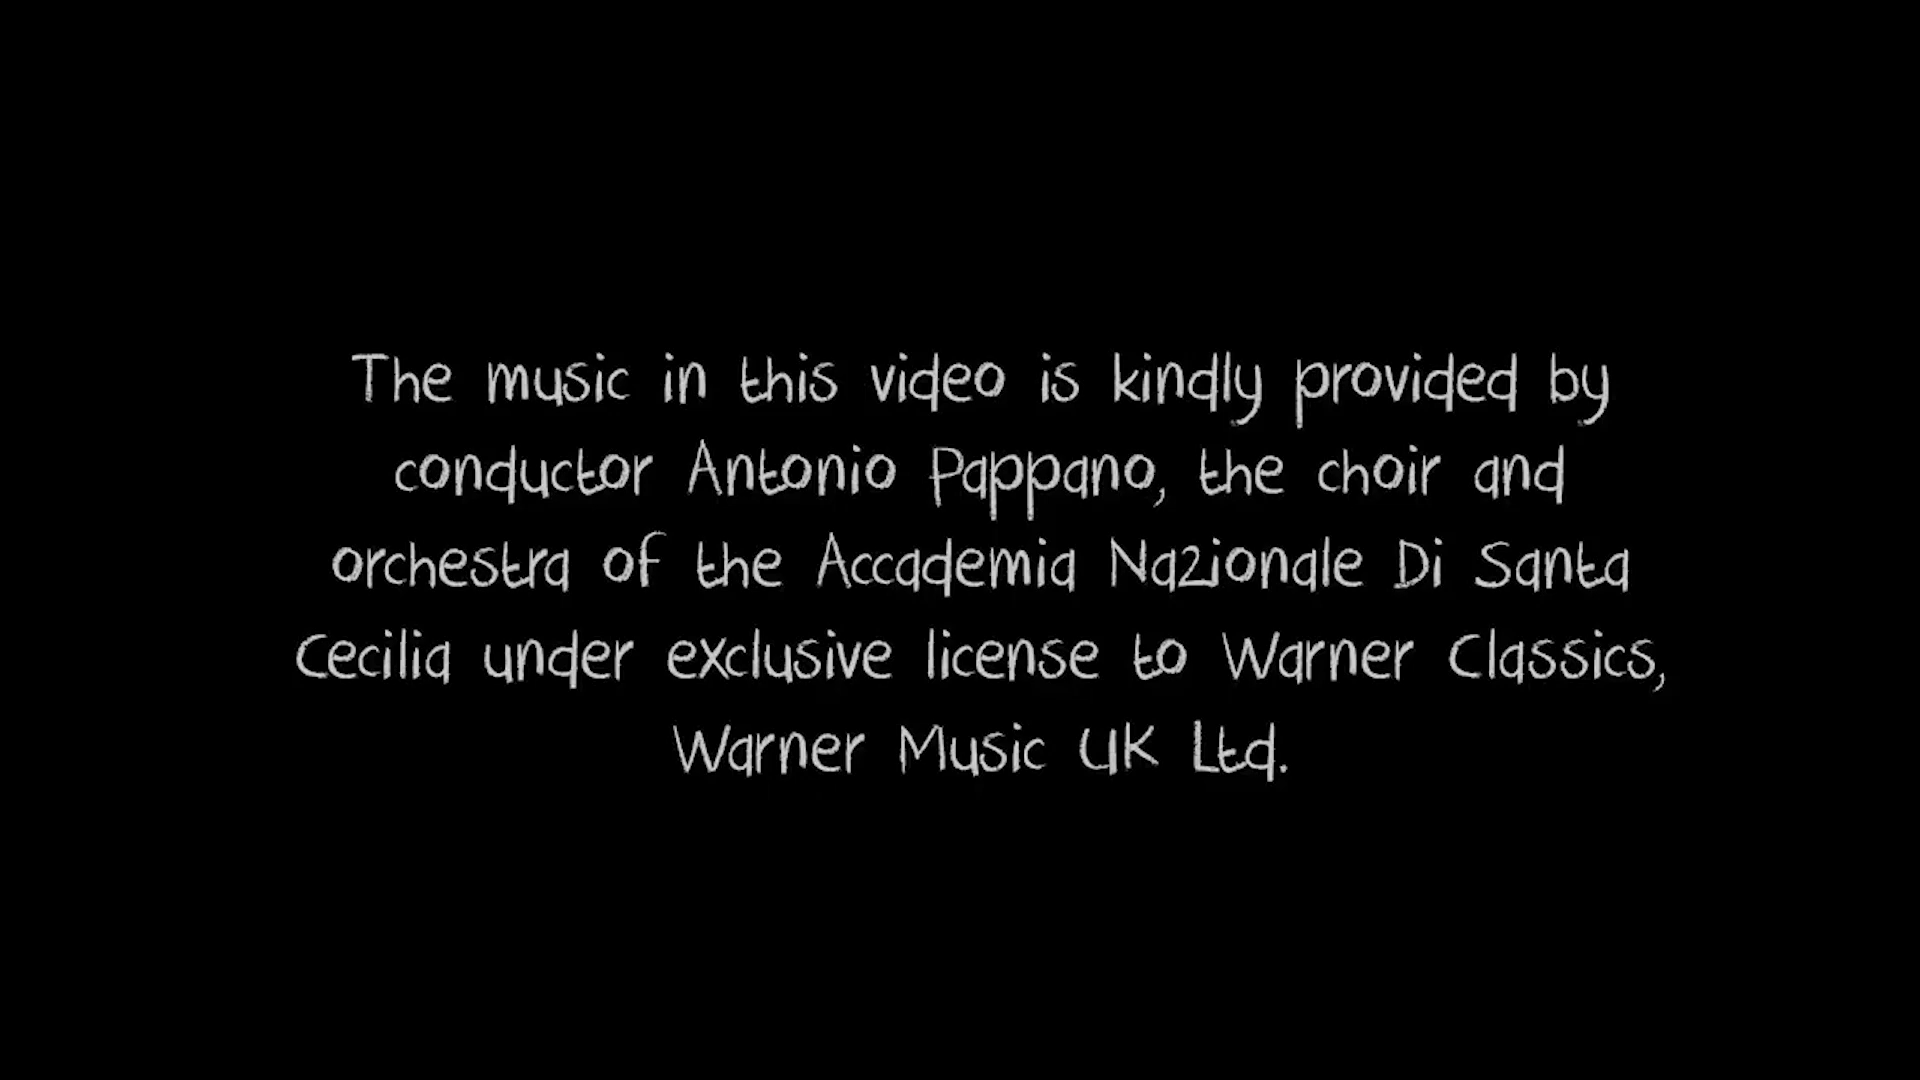 The music in this video is kindly provided by
conductor Antonio Pappano, the choir and
orchestra of the Accademia Nazionale Di Santa
Cecilia under exclusive license to Warner Classics,
Warner Music UK Ltd.